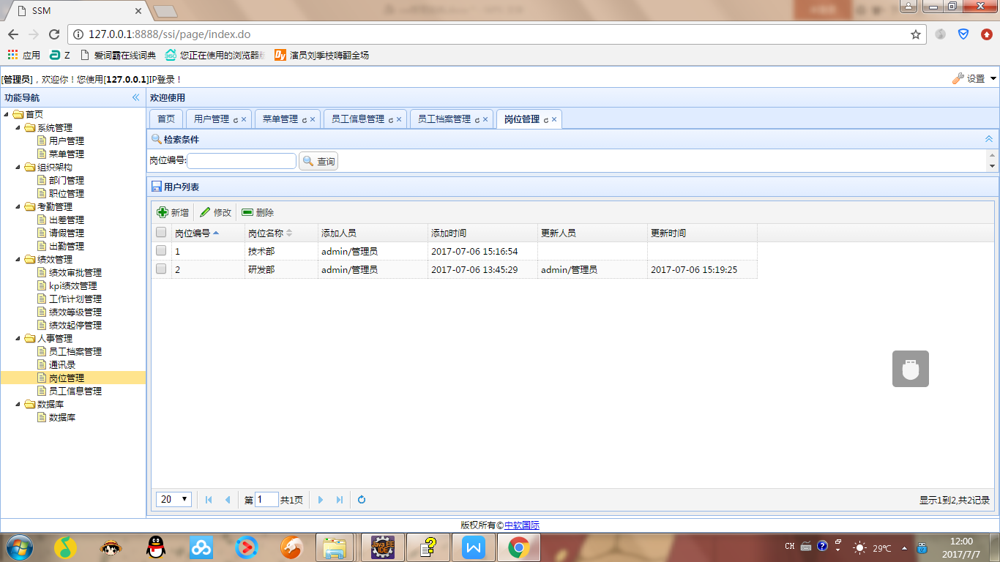 SSM
127.0.0.1:8888/ssi/page/index.do
应用 Z 爱词霸在线词典 您正在使用的浏览器 演员刘季枝嗨翻全场
[管理员]，欢迎你！您使用[127.0.0.1]IP登录！ 设置
功能导航 欢迎使用
首页
系统管理
用户管理
菜单管理
组织架构
部门管理
职位管理
考勤管理
出差管理
请假管理
出勤管理
绩效管理
绩效审批管理
kpi绩效管理
工作计划管理
绩效等级管理
绩效起停管理
人事管理
员工档案管理
通讯录
岗位管理
员工信息管理
数据库
数据库
首页 用户管理 菜单管理 员工信息管理 员工档案管理 岗位管理
检索条件
岗位编号: 查询
用户列表
新增 修改 删除
岗位编号 岗位名称 添加人员 添加时间 更新人员 更新时间
1 技术部 admin/管理员 2017-07-06 15:16:54
2 研发部 admin/管理员 2017-07-06 13:45:29 admin/管理员 2017-07-06 15:19:25
20 第 1 共1页 显示1到2,共2记录
版权所有©中软国际
Java EE
IDE
CH 29℃ 12:00
2017/7/7